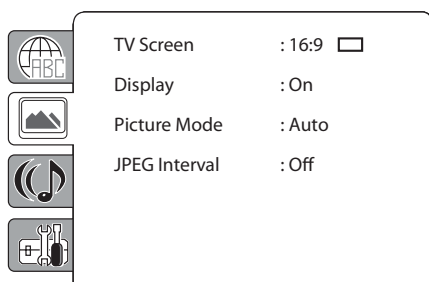 ABC
TV Screen : 16:9
Display : On
Picture Mode : Auto
JPEG Interval : Off